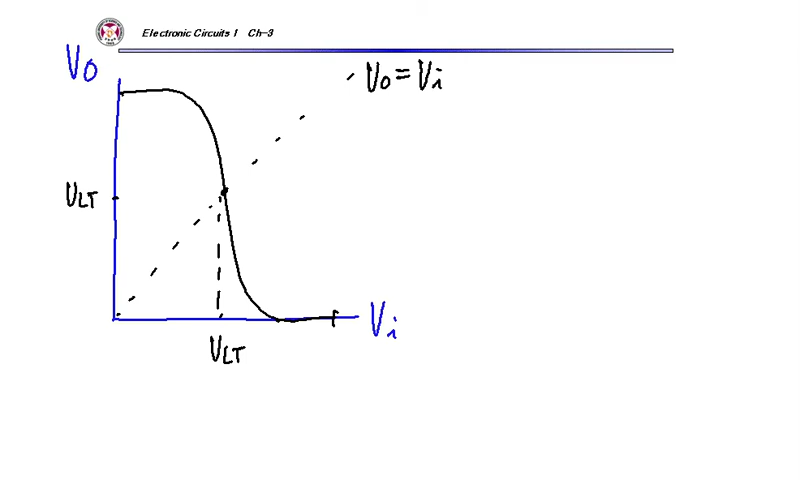 Electronic Circuits 1 Ch-3
VO
VO = Vi
VLT
Vi
VLT